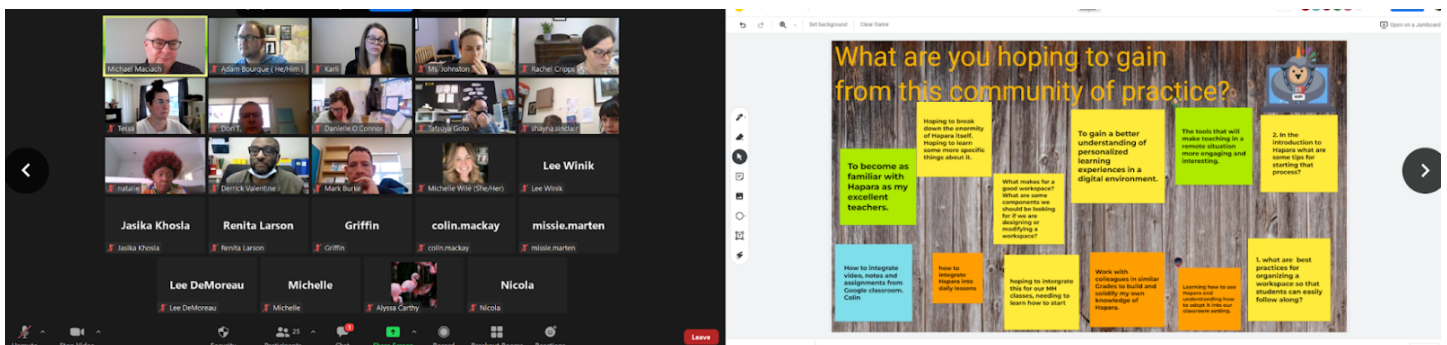 Michael Maciach
Adam Bourque ( He/Him )
Karli
Ms. Johnston
Rachel Cripps
Tessa
Don T.
Danielle O'Connor
Tatsuya Goto
shayna.sinclair
natalie
Derrick Valentine
Mark Burke
Michelle Wile (She/Her)
Lee Winik
Lee Winik
Jasika Khosla
Renita Larson
Griffin
colin.mackay
missie.marten
Jasika Khosla
Renita Larson
Griffin
colin.mackay
missie.marten
Lee DeMoreau
Michelle
Nicola
Lee DeMoreau
Michelle
Alyssa Carthy
Nicola
25
Leave
Set background
Clear frame
Open on a Jamboard
What are you hoping to gain
from this community of practice?
Hoping to break
down the enormity
of Hapara itself.
Hoping to learn
some more specific
things about it.
To gain a better
understanding of
personalized
learning
experiences in a
digital environment.
The tools that will
make teaching in a
remote situation
more engaging and
interesting.
2. In the
introduction to
Hapara what are
some tips for
starting that
process?
To become as
familiar with
Hapara as my
excellent
teachers.
What makes for a
good workspace?
What are some
components we
should be looking
for if we are
designing or
modifying a
workspace?
How to integrate
video, notes and
assignments from
Google classroom.
Colin
how to
integrate
Hapara into
daily lessons
hoping to intergrate
this for our MH
classes, needing to
learn how to start
Work with
colleagues in similar
Grades to build and
solidify my own
knowledge of
Hapara.
Learning how to use
Hapara and
understanding how
to adopt it into our
classroom setting.
1. what are best
practices for
organizing a
workspace so that
students can easily
follow along?